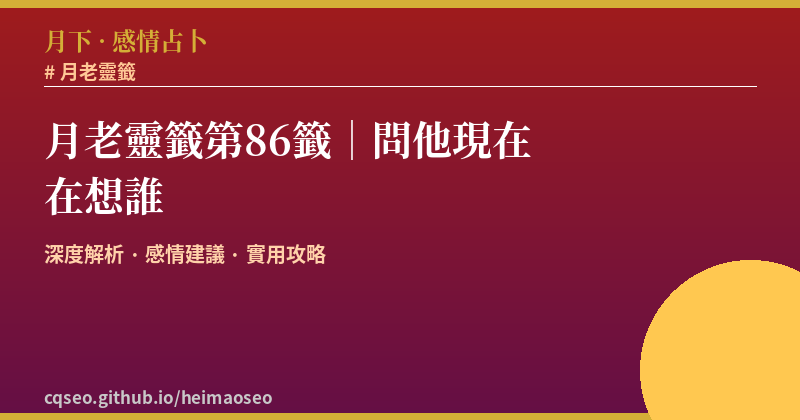 月下 · 感情占卜
# 月老靈籤
月老靈籤第86籤｜問他現在
在想誰
深度解析 · 感情建議 · 實用攻略
cqseo.github.io/heimaoseo